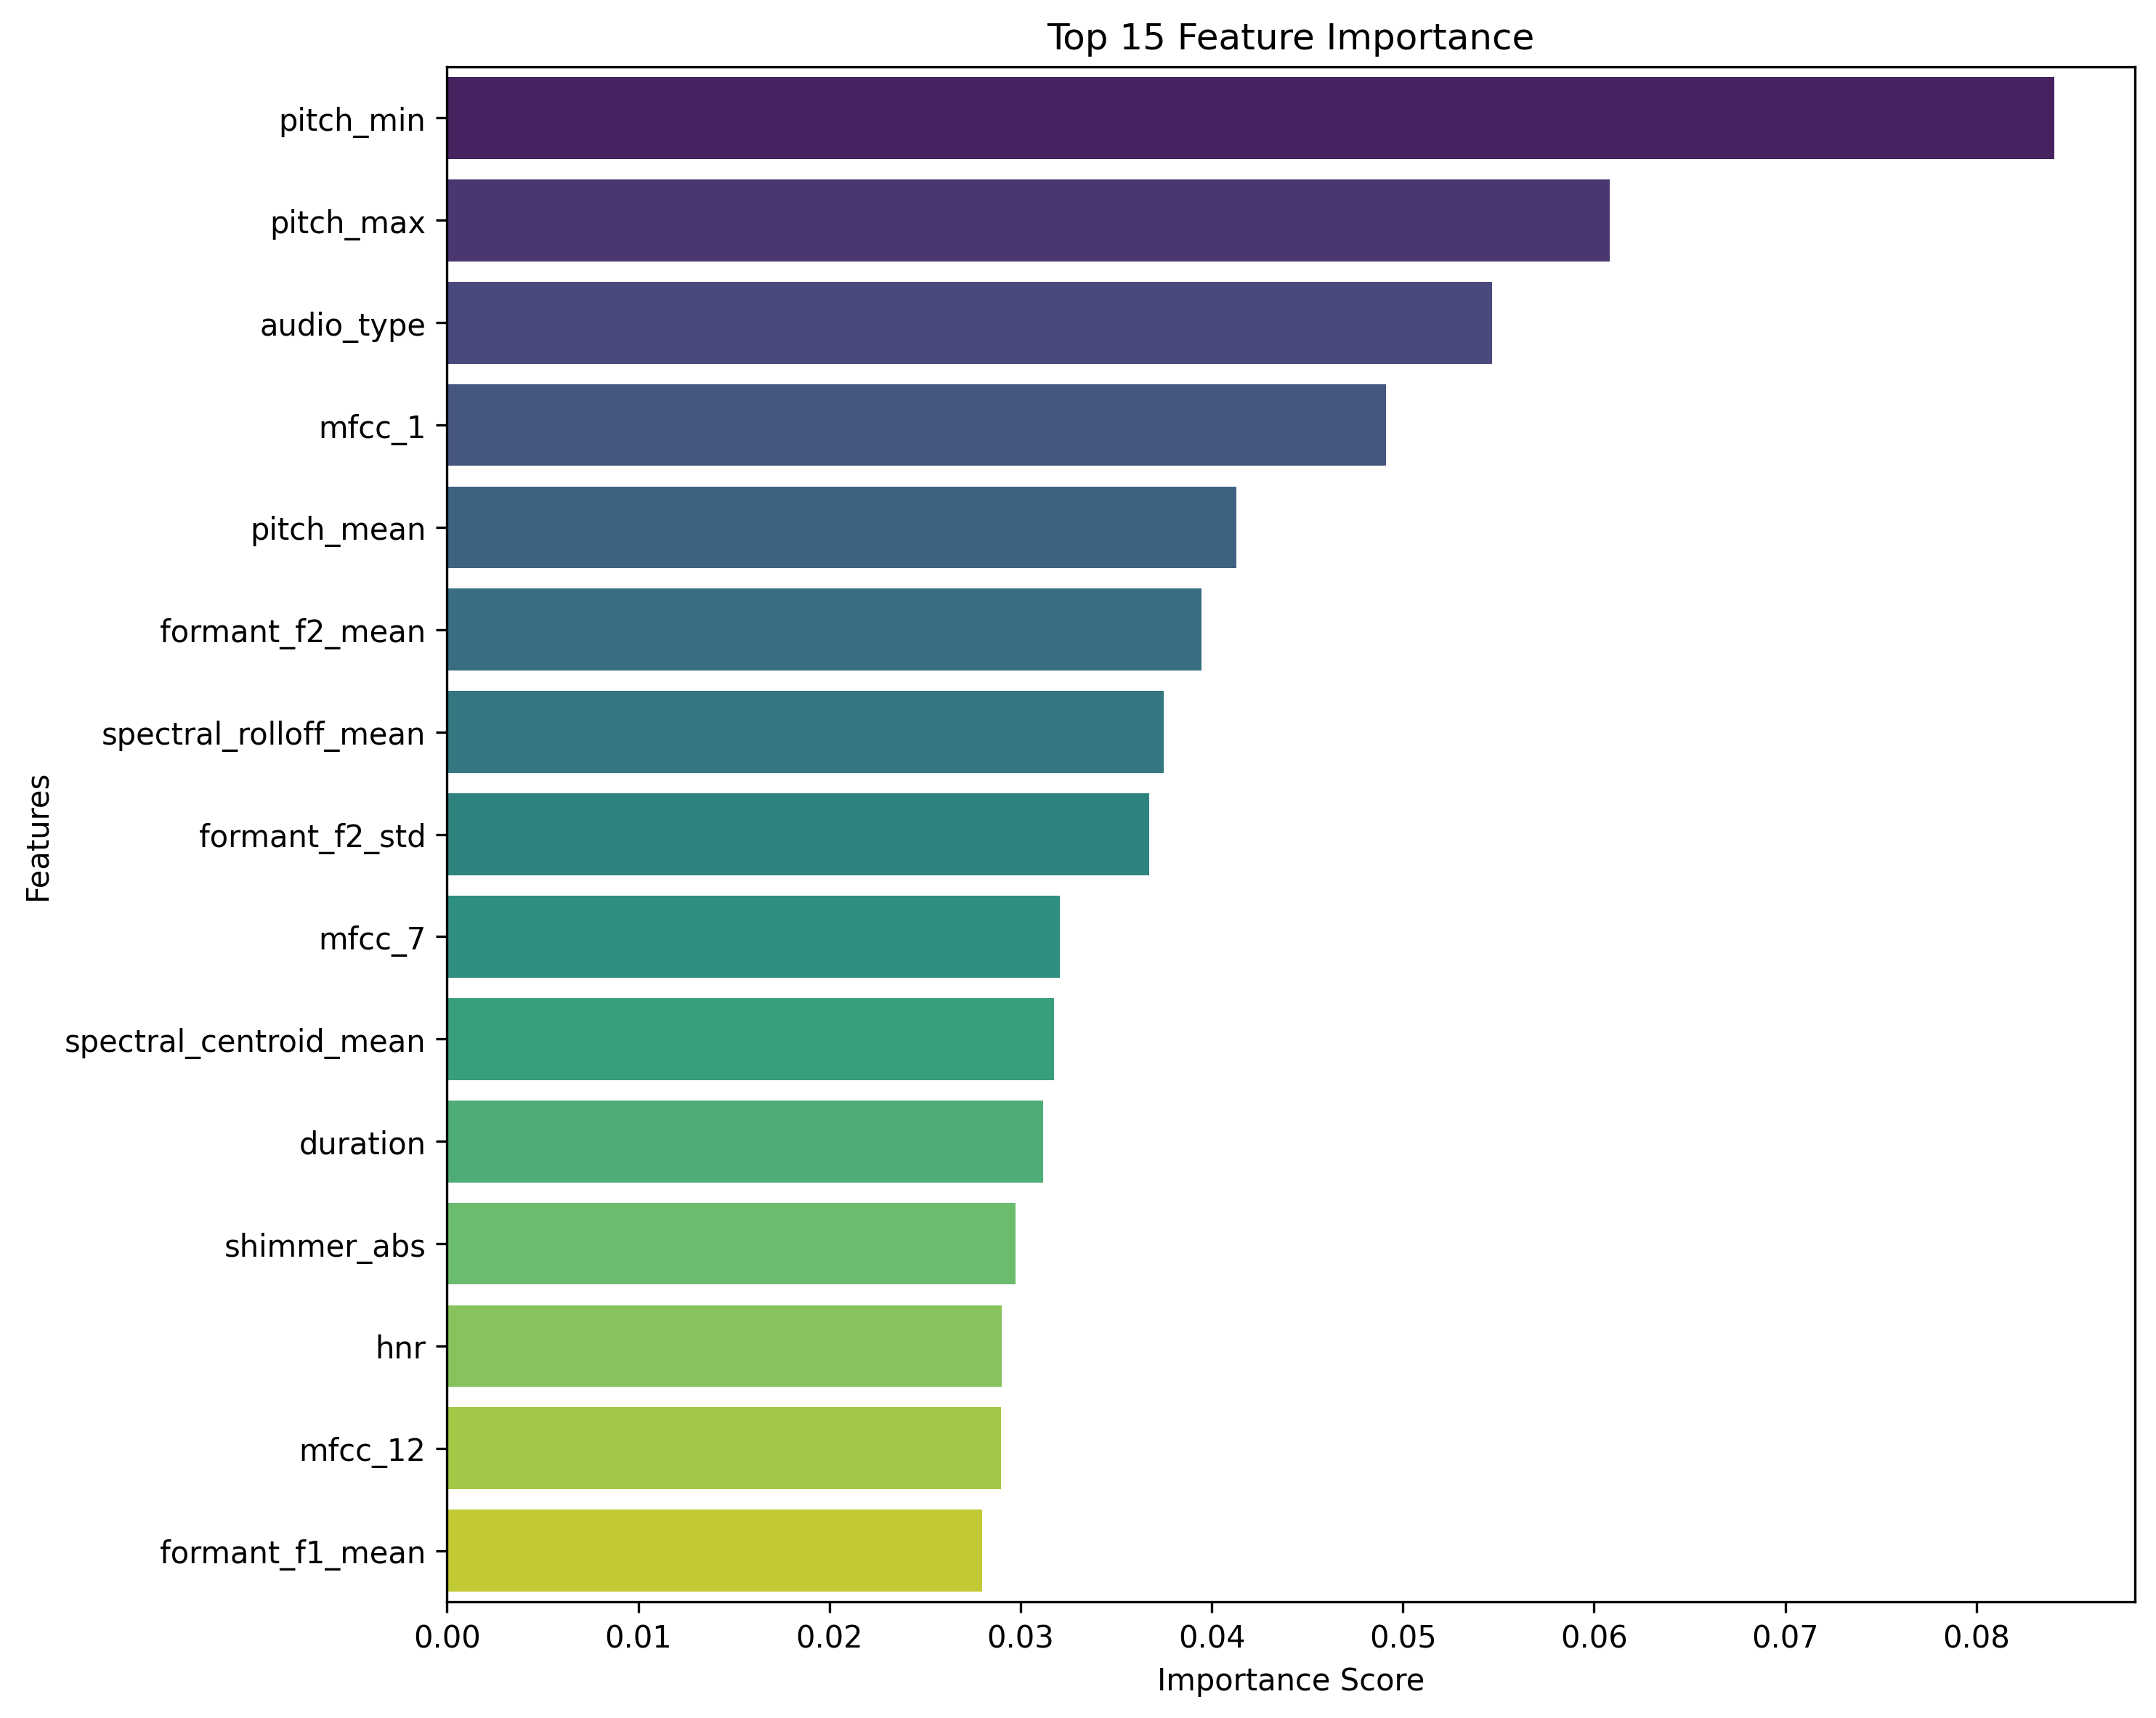 Top 15 Feature Importance
pitch_min
pitch_max
audio_type
mfcc_1
pitch_mean
formant_f2_mean
spectral_rolloff_mean
formant_f2_std
mfcc_7
spectral_centroid_mean
duration
shimmer_abs
hnr
mfcc_12
formant_f1_mean
Features
0.00 0.01 0.02 0.03 0.04 0.05 0.06 0.07 0.08
Importance Score